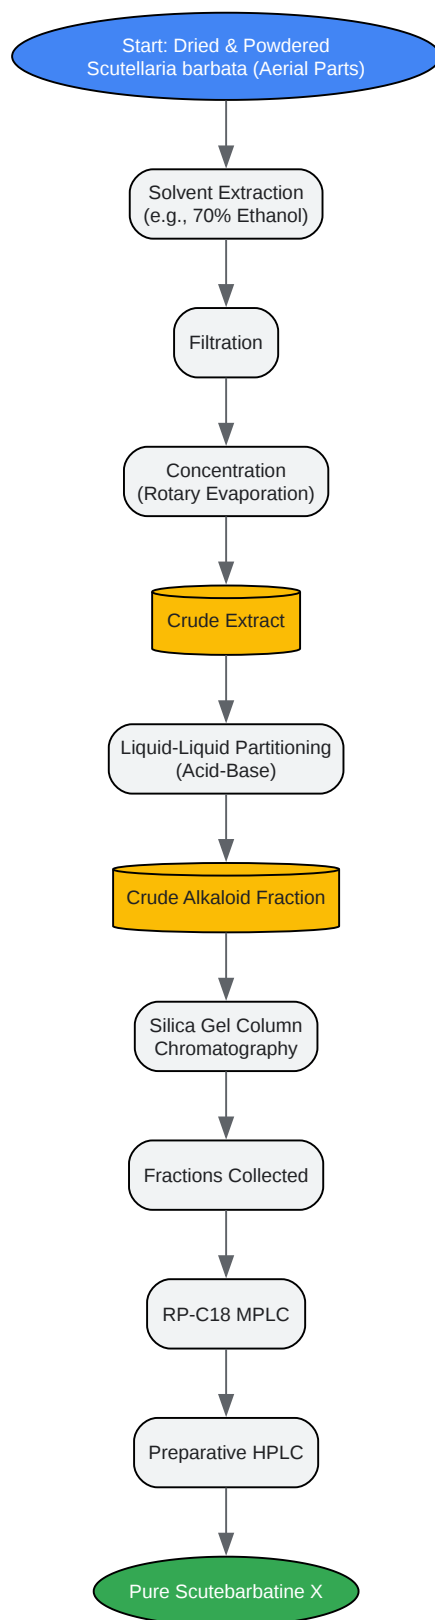 Start: Dried & Powdered
Scutellaria barbata (Aerial Parts)
Solvent Extraction
(e.g., 70% Ethanol)
Filtration
Concentration
(Rotary Evaporation)
Crude Extract
Liquid-Liquid Partitioning
(Acid-Base)
Crude Alkaloid Fraction
Silica Gel Column
Chromatography
Fractions Collected
RP-C18 MPLC
Preparative HPLC
Pure Scutebarbatine X